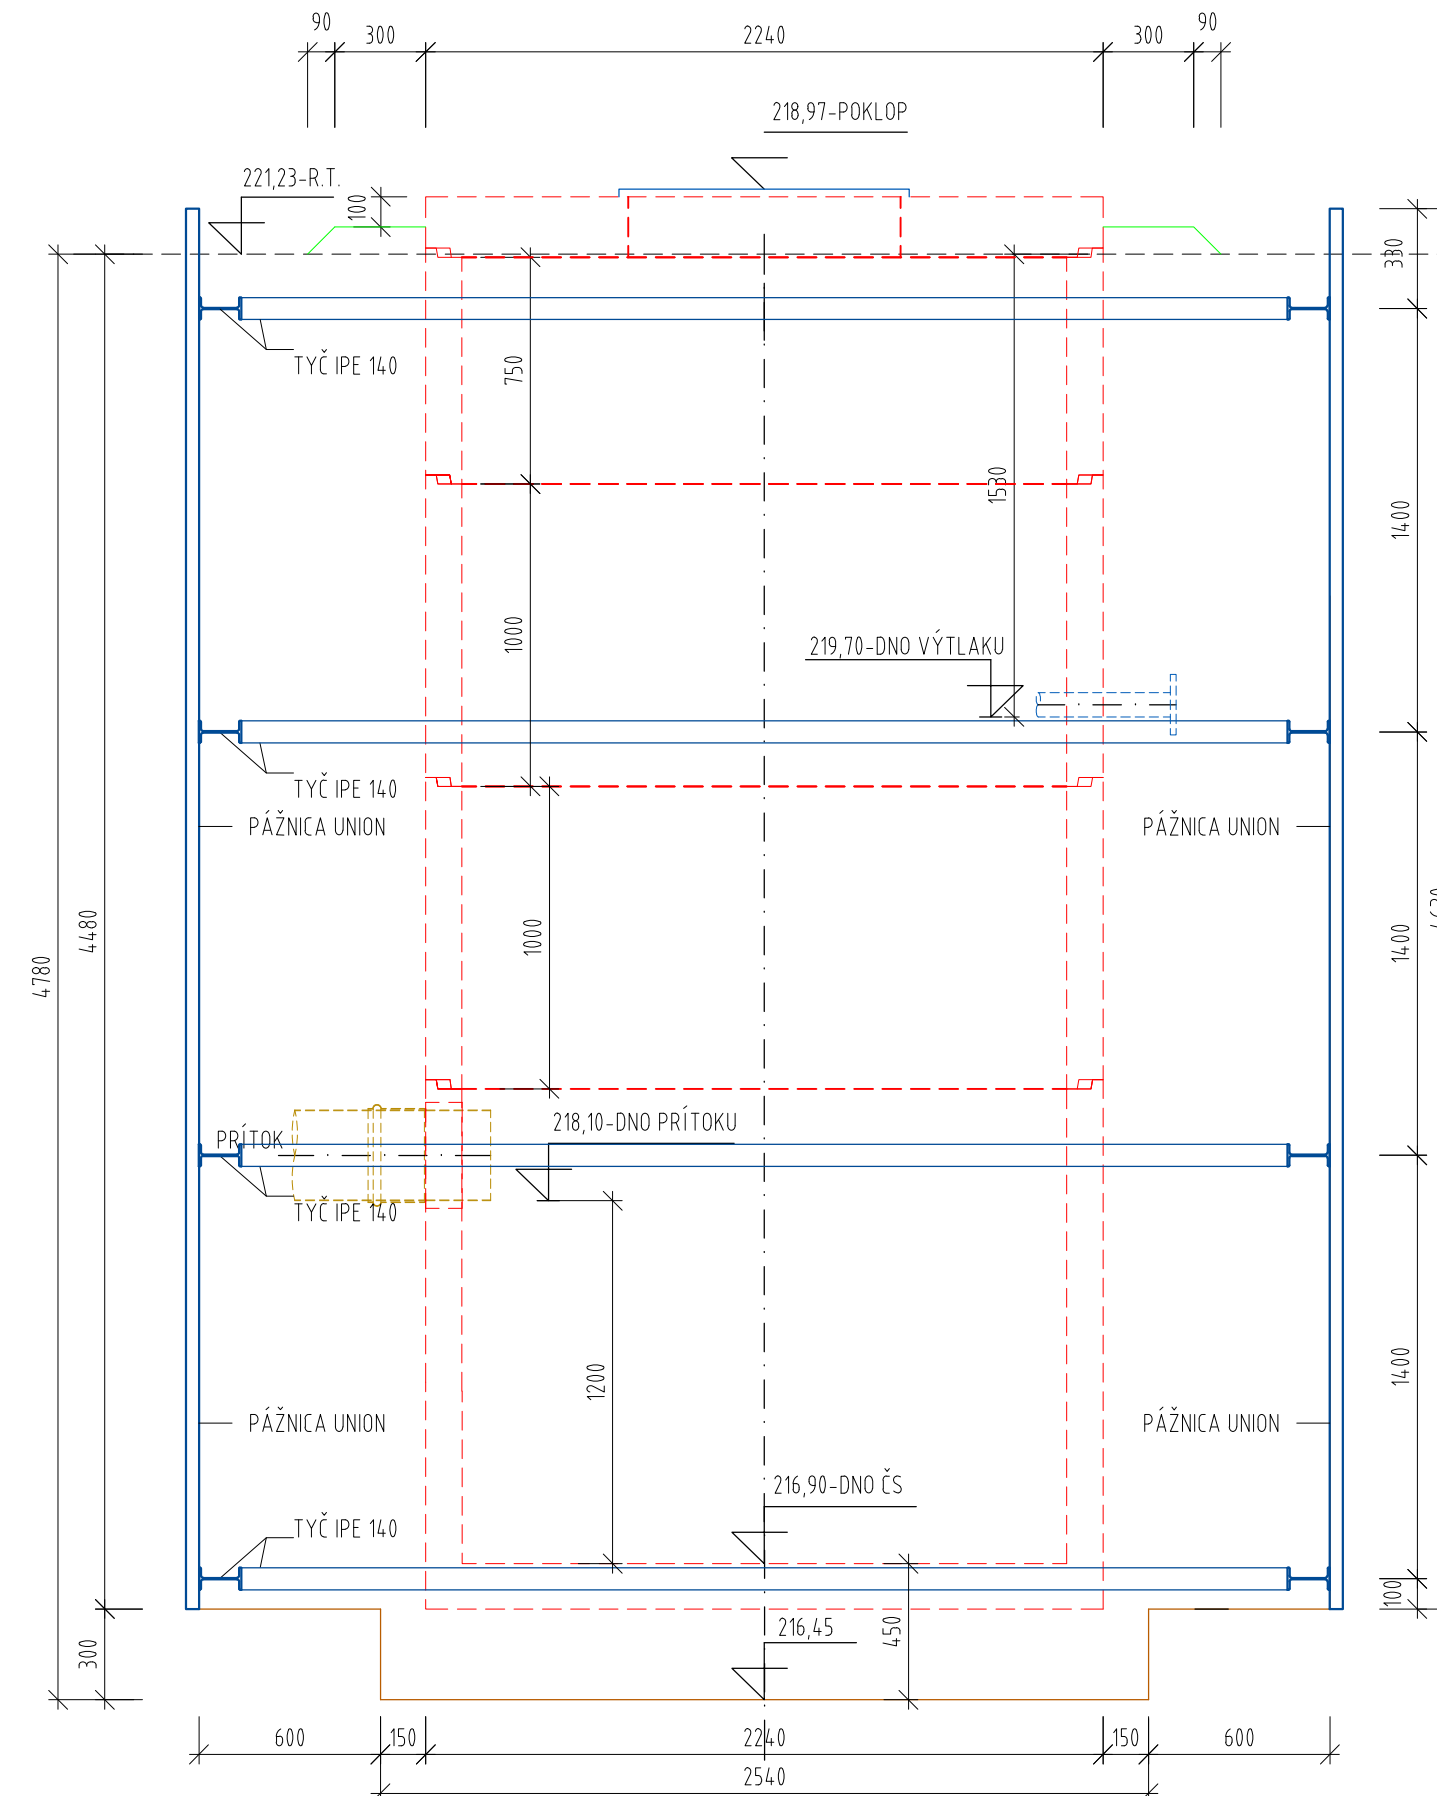 90
300
2240
300
90
218,97-POKLOP
221,23-R.T.
100
330
TYČ IPE 140
750
1530
1400
1000
219,70-DNO VÝTLAKU
TYČ IPE 140
PÁŽNICA UNION
PÁŽNICA UNION
4780
4480
1000
1400
218,10-DNO PRÍTOKU
PRÍTOK
TYČ IPE 140
1200
1400
PÁŽNICA UNION
PÁŽNICA UNION
216,90-DNO ČS
TYČ IPE 140
100
300
216,45
450
600
150
2240
150
600
2540